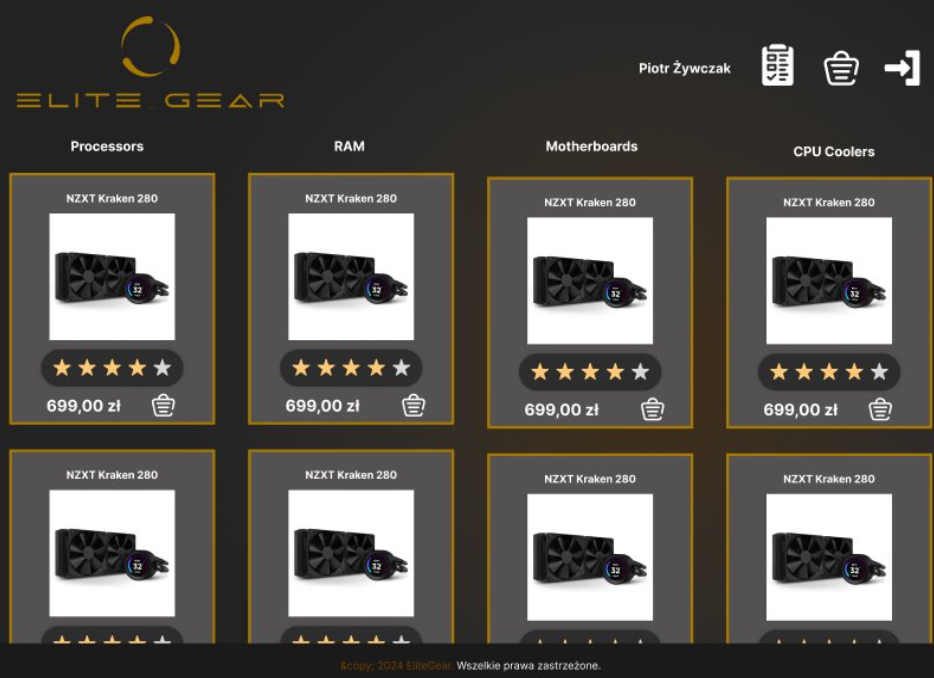 ELITE GEAR
Piotr Żywczak
Processors RAM Motherboards CPU Coolers
NZXT Kraken 280 NZXT Kraken 280 NZXT Kraken 280 NZXT Kraken 280
32° 32° 32° 32°
699,00 zł 699,00 zł 699,00 zł 699,00 zł
NZXT Kraken 280 NZXT Kraken 280 NZXT Kraken 280 NZXT Kraken 280
32° 32° 32° 32°
&copy; 2024 EliteGear. Wszelkie prawa zastrzeżone.